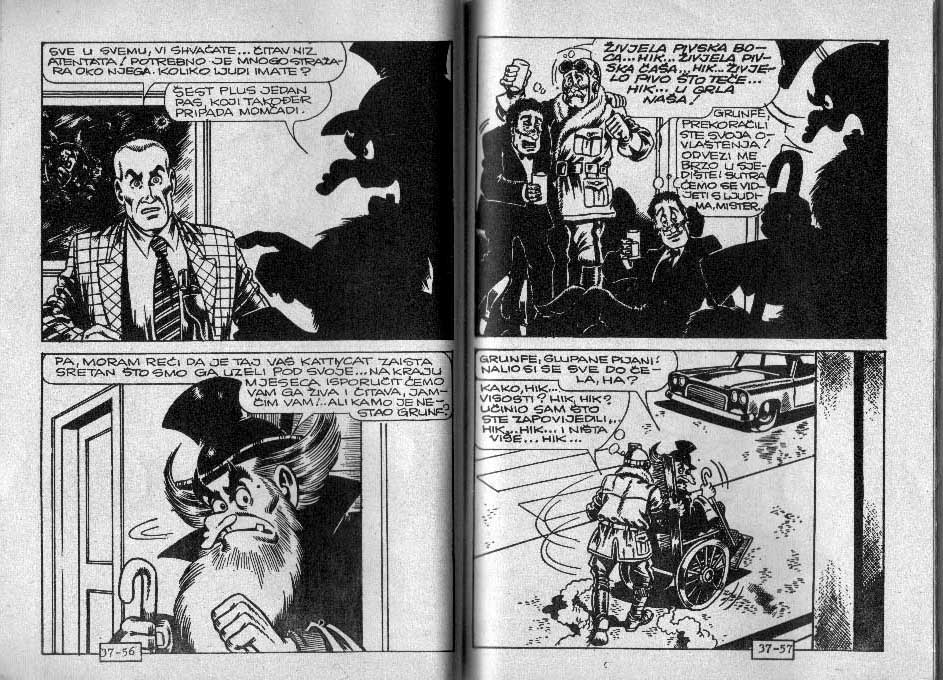 SVE U SVEMU, VI SHVAĆATE... ČITAV NIZ
ATENTATA! POTREBNO JE MNOGO STRAŽA-
RA OKO NJEGA. KOLIKO LJUDI IMATE?
ŠEST PLUS JEDAN
PAS, KOJI TAKOĐER
PRIPADA MOMČADI.
PA, MORAM REĆI DA JE TAJ VAŠ KATTYCAT ZAISTA
SRETAN ŠTO SMO GA UZELI POD SVOJE... NA KRAJU
MJESECA ISPORUČIT ĆEMO
VAM GA ŽIVA I ČITAVA, JAM-
ČIM VAM!.. ALI KAMO JE NE-
STAO GRUNF?
37-56
ŽIVJELA PIVSKA BO-
CA... HIK... ŽIVJELA PIV-
SKA ČAŠA... HIK... ŽIVJE-
LO PIVO ŠTO TEČE...
HIK... U GRLA
NAŠA!
GRUNFE,
PREKORAČILI
STE SVOJA O-
VLAŠTENJA!
ODVEZI ME
BRZO U SJE-
DIŠTE! SUTRA
ĆEMO SE VID-
JETI S LJUDI-
MA, MISTER...
GRUNFE, GLUPANE PIJANI!
NALIO SI SE SVE DO ČE-
LA, HA?
KAKO, HIK...
VISOSTI? HIK, HIK?
UČINIO SAM ŠTO
STE ZAPOVIJEDILI,..
HIK... HIK... I NIŠTA
VIŠE... HIK...
37-57